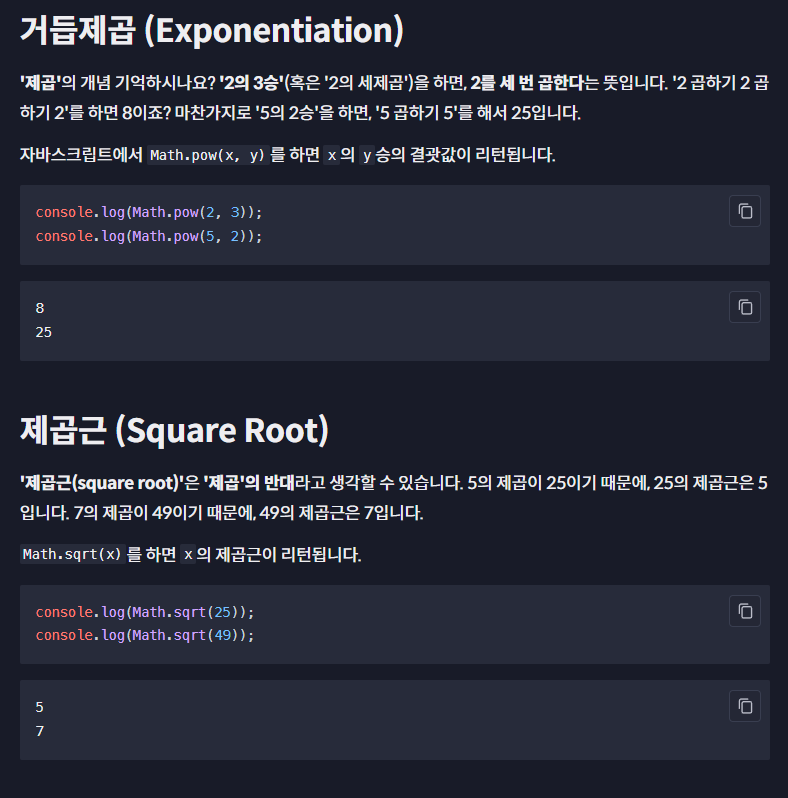 거듭제곱 (Exponentiation)
'제곱'의 개념 기억하시나요? '2의 3승'(혹은 '2의 세제곱')을 하면, 2를 세 번 곱한다는 뜻입니다. '2 곱하기 2 곱
하기 2'를 하면 8이죠? 마찬가지로 '5의 2승'을 하면, '5 곱하기 5'를 해서 25입니다.
자바스크립트에서 Math.pow(x, y)를 하면 x의 y승의 결괏값이 리턴됩니다.
console.log(Math.pow(2, 3));
console.log(Math.pow(5, 2));
8
25
제곱근 (Square Root)
'제곱근(square root)'은 '제곱'의 반대라고 생각할 수 있습니다. 5의 제곱이 25이기 때문에, 25의 제곱근은 5
입니다. 7의 제곱이 49이기 때문에, 49의 제곱근은 7입니다.
Math.sqrt(x)를 하면 x의 제곱근이 리턴됩니다.
console.log(Math.sqrt(25));
console.log(Math.sqrt(49));
5
7